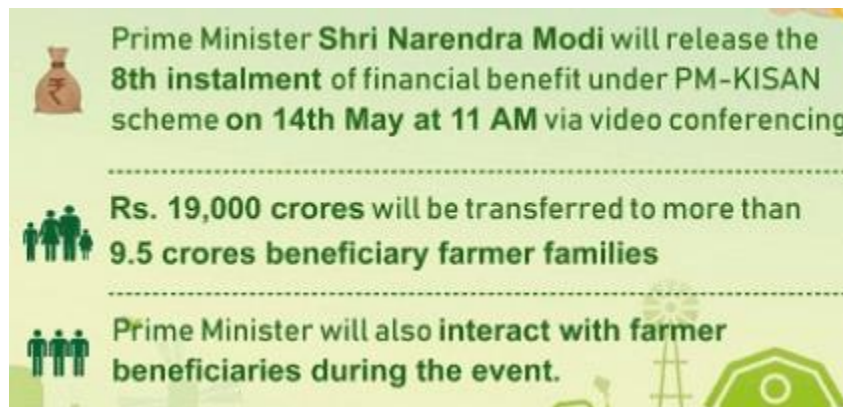 Prime Minister Shri Narendra Modi will release the
8th instalment of financial benefit under PM-KISAN
scheme on 14th May at 11 AM via video conferencing
Rs. 19,000 crores will be transferred to more than
9.5 crores beneficiary farmer families
Prime Minister will also interact with farmer
beneficiaries during the event.